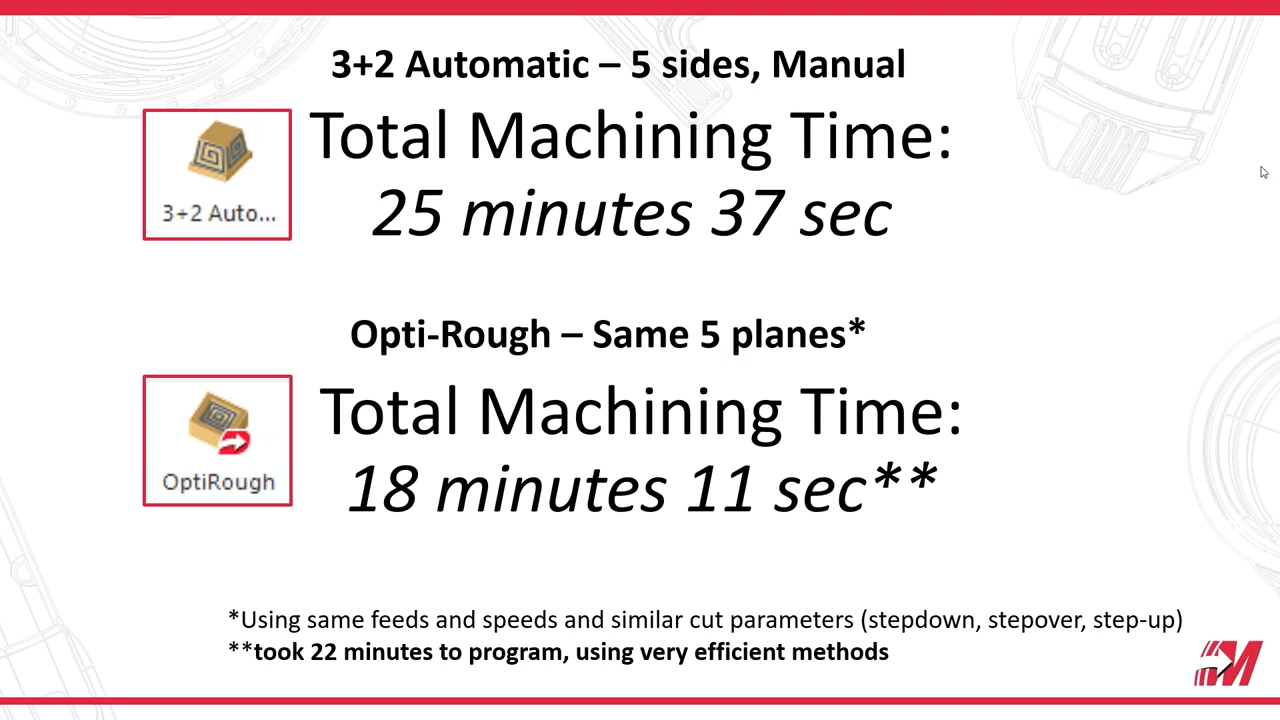 3+2 Automatic – 5 sides, Manual
Total Machining Time:
25 minutes 37 sec
3+2 Auto...
Opti-Rough – Same 5 planes*
Total Machining Time:
18 minutes 11 sec**
OptiRough
*Using same feeds and speeds and similar cut parameters (stepdown, stepover, step-up)
**took 22 minutes to program, using very efficient methods